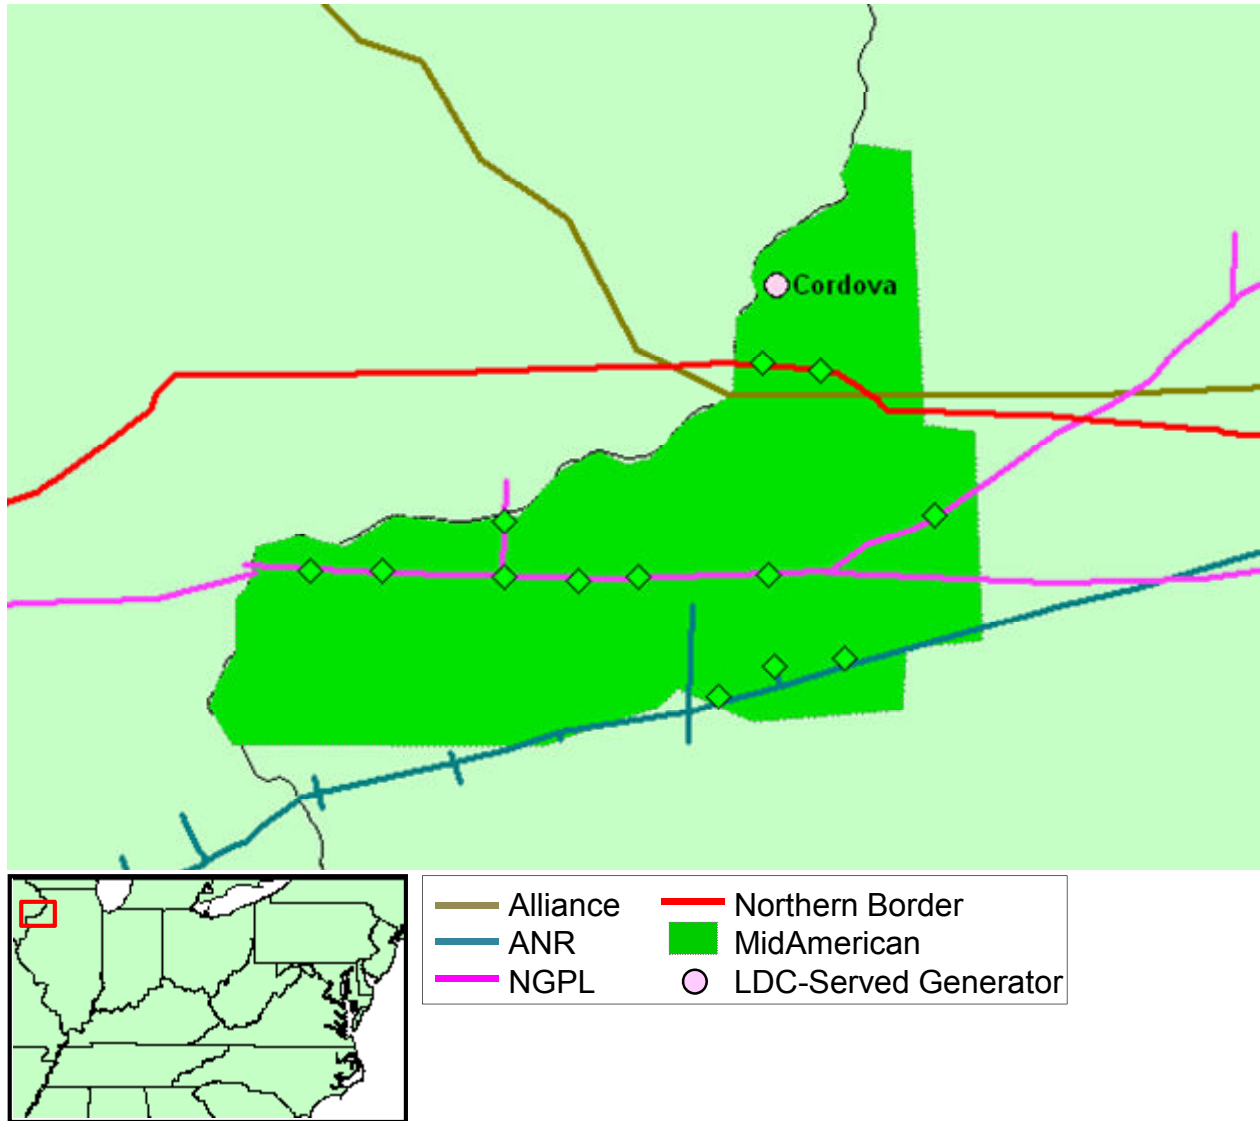 Cordova
Alliance
Northern Border
ANR
MidAmerican
NGPL
LDC-Served Generator